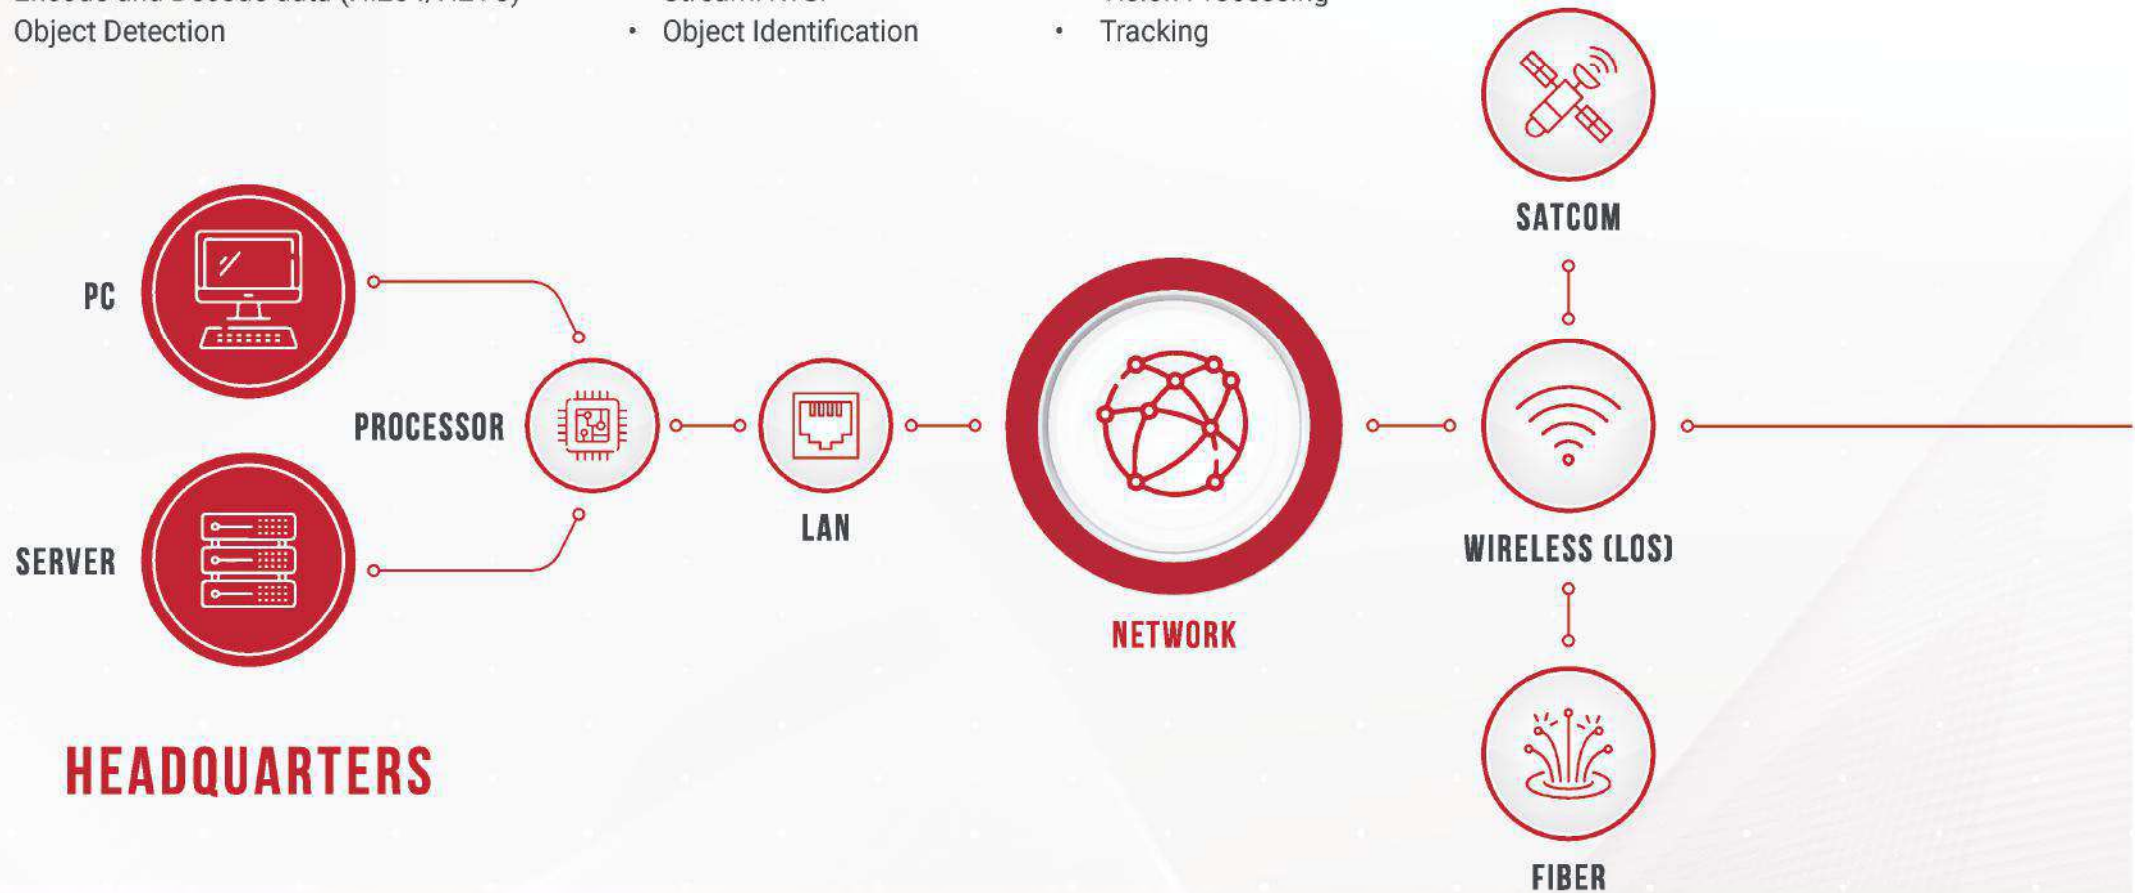 Object Detection
• Object Identification
• Tracking
SATCOM
PC
PROCESSOR
LAN
SERVER
WIRELESS (LOS)
NETWORK
HEADQUARTERS
FIBER